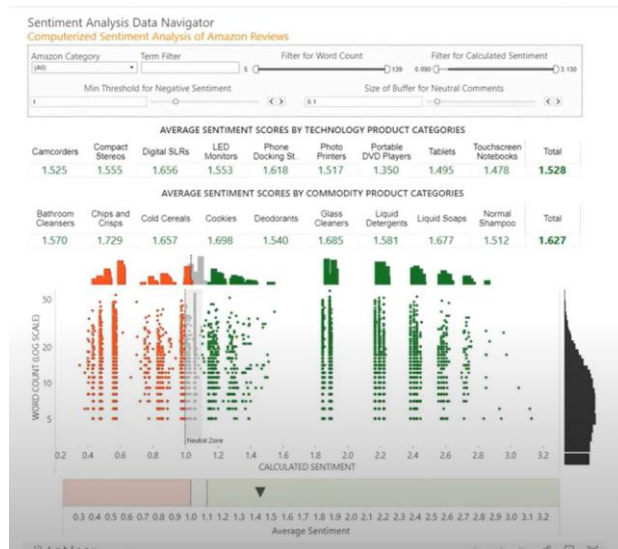 Sentiment Analysis Data Navigator
Computerized Sentiment Analysis of Amazon Reviews
Amazon Category Term Filter Filter for Word Count Filter for Calculated Sentiment
(All) 5 139 0.090 3.130
Min Threshold for Negative Sentiment Size of Buffer for Neutral Comments
1 0.1
AVERAGE SENTIMENT SCORES BY TECHNOLOGY PRODUCT CATEGORIES
Camcorders Compact Stereos Digital SLRs LED Monitors Phone Docking St.. Photo Printers Portable DVD Players Tablets Touchscreen Notebooks Total
1.525 1.555 1.656 1.553 1.618 1.517 1.350 1.495 1.478 1.528
AVERAGE SENTIMENT SCORES BY COMMODITY PRODUCT CATEGORIES
Bathroom Cleansers Chips and Crisps Cold Cereals Cookies Deodorants Glass Cleaners Liquid Detergents Liquid Soaps Normal Shampoo Total
1.570 1.729 1.657 1.698 1.540 1.685 1.581 1.677 1.512 1.627
WORD COUNT (LOG SCALE)
50
20
10
5
Neutral Zone
0.2 0.4 0.6 0.8 1.0 1.2 1.4 1.6 1.8 2.0 2.2 2.4 2.6 2.8 3.0 3.2
CALCULATED SENTIMENT
0.3 0.4 0.5 0.6 0.7 0.8 0.9 1.0 1.1 1.2 1.3 1.4 1.5 1.6 1.7 1.8 1.9 2.0 2.1 2.2 2.3 2.4 2.5 2.6 2.7 2.8 2.9 3.0 3.1 3.2
Average Sentiment